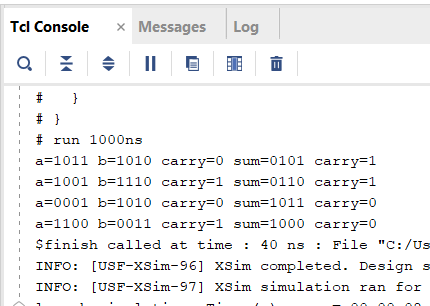 Tcl Console × Messages Log
# }
# }
# run 1000ns
a=1011 b=1010 carry=0 sum=0101 carry=1
a=1001 b=1110 carry=1 sum=0110 carry=1
a=0001 b=1010 carry=0 sum=1011 carry=0
a=1100 b=0011 carry=1 sum=1000 carry=0
$finish called at time : 40 ns : File "C:/Us
INFO: [USF-XSim-96] XSim completed. Design s
INFO: [USF-XSim-97] XSim simulation ran for